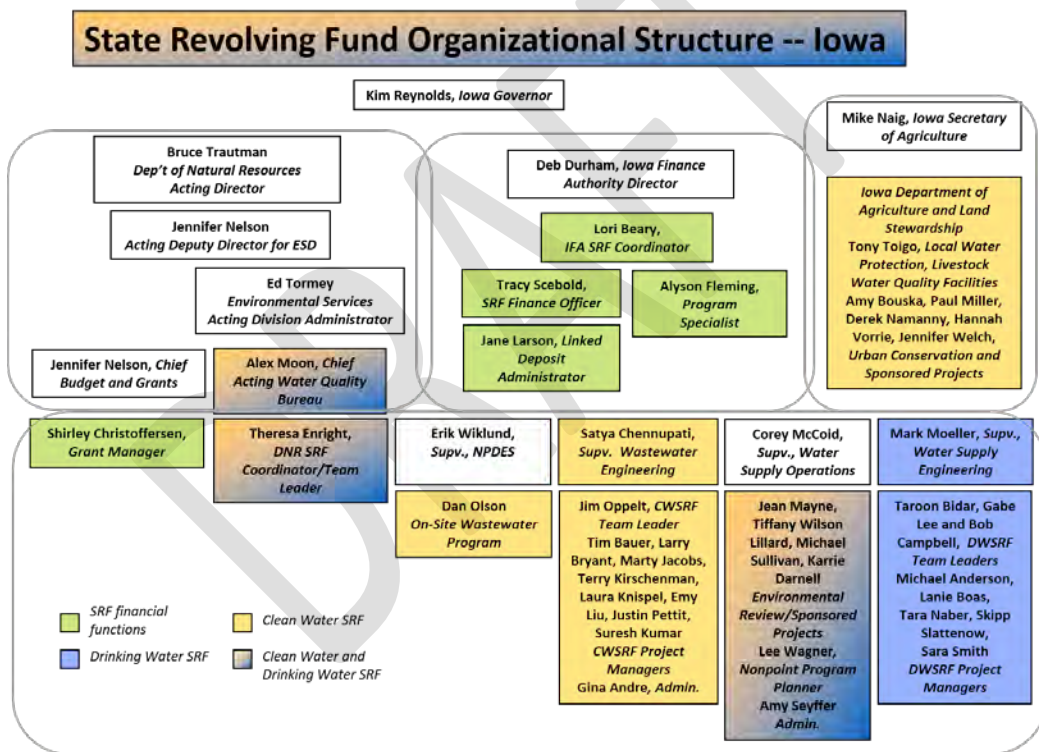 State Revolving Fund Organizational Structure -- Iowa
Kim Reynolds, Iowa Governor
Bruce Trautman
Dep't of Natural Resources
Acting Director
Jennifer Nelson
Acting Deputy Director for ESD
Ed Tormey
Environmental Services
Acting Division Administrator
Jennifer Nelson, Chief
Budget and Grants
Alex Moon, Chief
Acting Water Quality
Bureau
Deb Durham, Iowa Finance
Authority Director
Lori Beary,
IFA SRF Coordinator
Tracy Scebold,
SRF Finance Officer
Alyson Fleming,
Program
Specialist
Jane Larson, Linked
Deposit
Administrator
Mike Naig, Iowa Secretary
of Agriculture
Iowa Department of
Agriculture and Land
Stewardship
Tony Toigo, Local Water
Protection, Livestock
Water Quality Facilities
Amy Bouska, Paul Miller,
Derek Namanny, Hannah
Vorrie, Jennifer Welch,
Urban Conservation and
Sponsored Projects
Shirley Christoffersen,
Grant Manager
Theresa Enright,
DNR SRF
Coordinator/Team
Leader
Erik Wiklund,
Supv., NPDES
Dan Olson
On-Site Wastewater
Program
Satya Chennupati,
Supv. Wastewater
Engineering
Jim Oppelt, CWSRF
Team Leader
Tim Bauer, Larry
Bryant, Marty Jacobs,
Terry Kirschenman,
Laura Knispel, Emy
Liu, Justin Pettit,
Suresh Kumar
CWSRF Project
Managers
Gina Andre, Admin.
Corey McCoid,
Supv., Water
Supply Operations
Jean Mayne,
Tiffany Wilson
Lillard, Michael
Sullivan, Karrie
Darnell
Environmental
Review/Sponsored
Projects
Lee Wagner,
Nonpoint Program
Planner
Amy Seyffer
Admin.
Mark Moeller, Supv.,
Water Supply
Engineering
Taroon Bidar, Gabe
Lee and Bob
Campbell, DWSRF
Team Leaders
Michael Anderson,
Lanie Boas,
Tara Naber, Skipp
Slattenow,
Sara Smith
DWSRF Project
Managers
SRF financial
functions
Clean Water SRF
Drinking Water SRF
Clean Water and
Drinking Water SRF
DRAFT